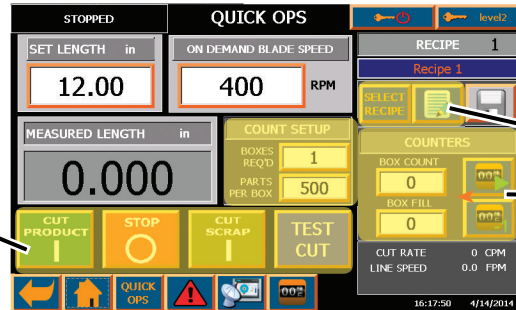 STOPPED
QUICK OPS
level2
SET LENGTH in
12.00
ON DEMAND BLADE SPEED
400 RPM
RECIPE 1
Recipe 1
SELECT
RECIPE
MEASURED LENGTH in
0.000
COUNT SETUP
BOXES
REQ'D
1
PARTS
PER BOX
500
COUNTERS
BOX COUNT
0
002
BOX FILL
0
002
CUT
PRODUCT
I
STOP
O
CUT
SCRAP
I
TEST
CUT
CUT RATE 0 CPM
LINE SPEED 0.0 FPM
QUICK
OPS
002
16:17:50 4/14/2014